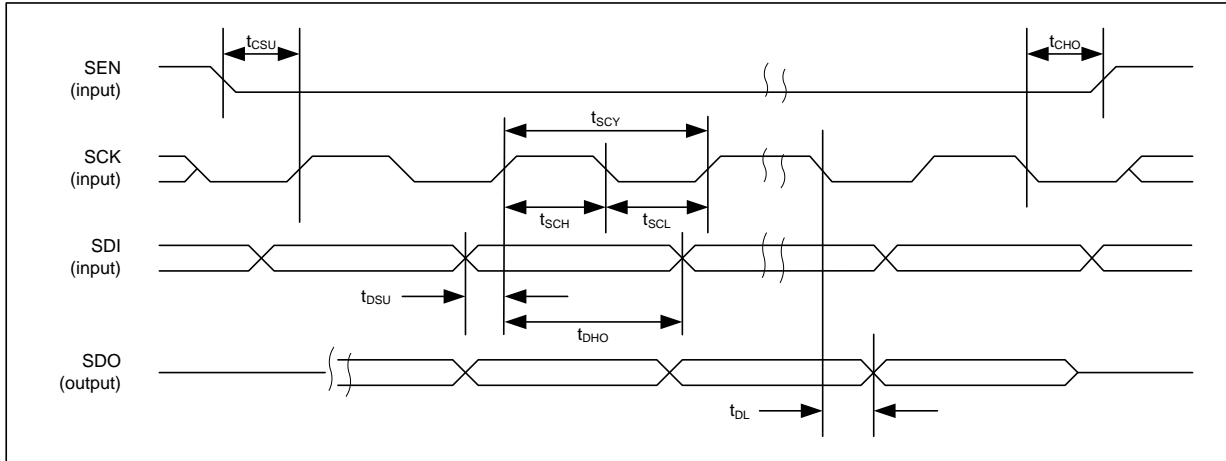 tCSU
tCHO
SEN
(input)
tSCY
SCK
(input)
tSCH
tSCL
SDI
(input)
tDSU
tDHO
SDO
(output)
tDL